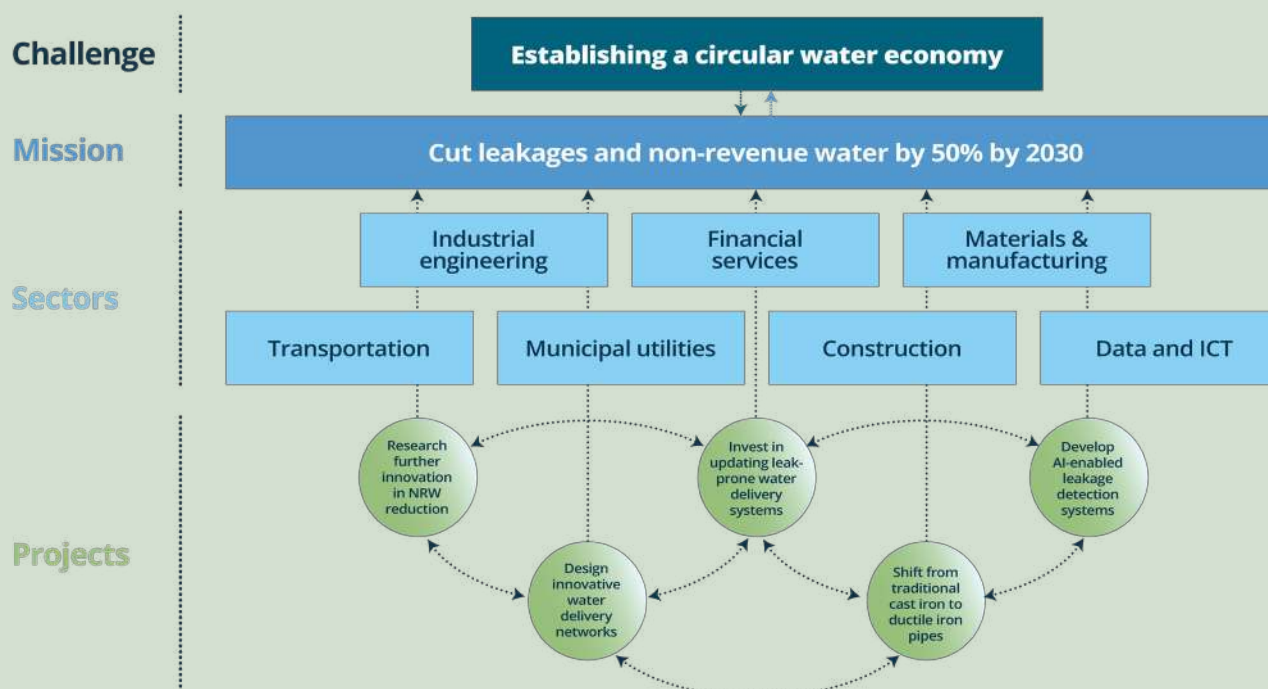 Challenge
Establishing a circular water economy
Mission
Cut leakages and non-revenue water by 50% by 2030
Sectors
Industrial
engineering
Financial
services
Materials &
manufacturing
Transportation
Municipal utilities
Construction
Data and ICT
Projects
Research
further
innovation
in NRW
reduction
Invest in
updating leak-
prone water
delivery
systems
Develop
AI-enabled
leakage
detection
systems
Design
innovative
water
delivery
networks
Shift from
traditional
cast iron to
ductile iron
pipes